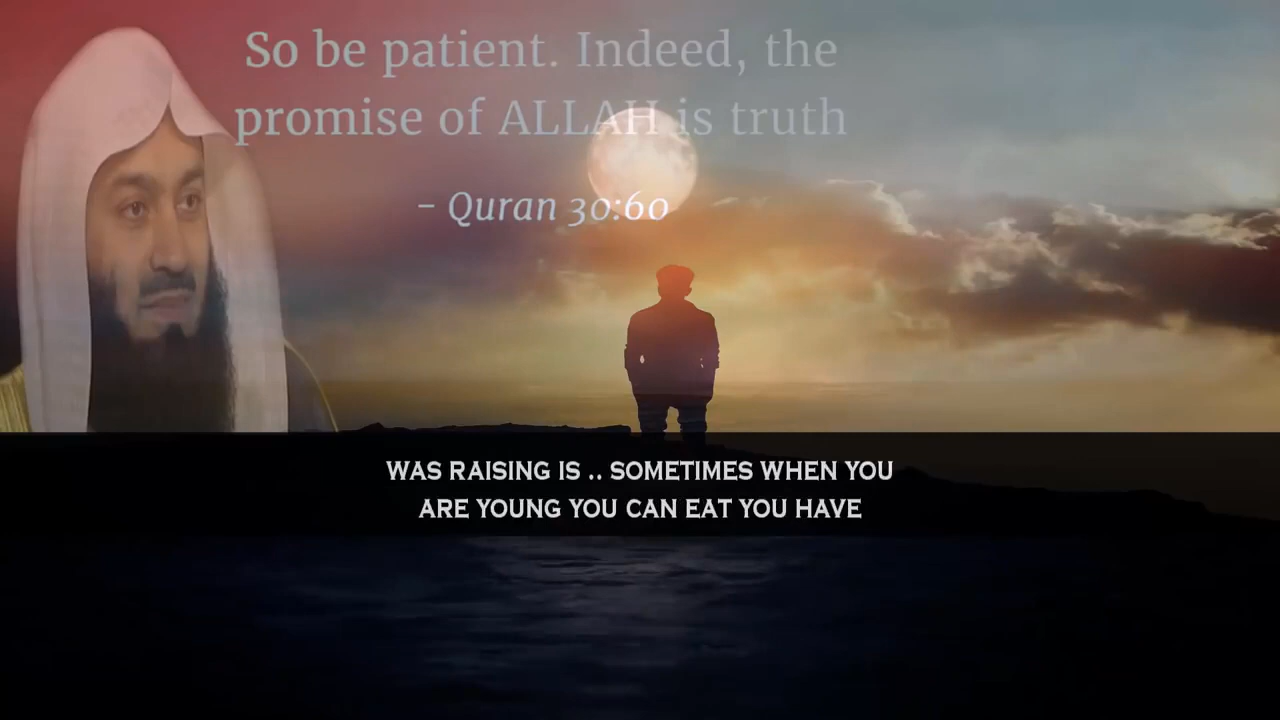 So be patient. Indeed, the
promise of ALLAH is truth
- Quran 30:60
WAS RAISING IS .. SOMETIMES WHEN YOU
ARE YOUNG YOU CAN EAT YOU HAVE